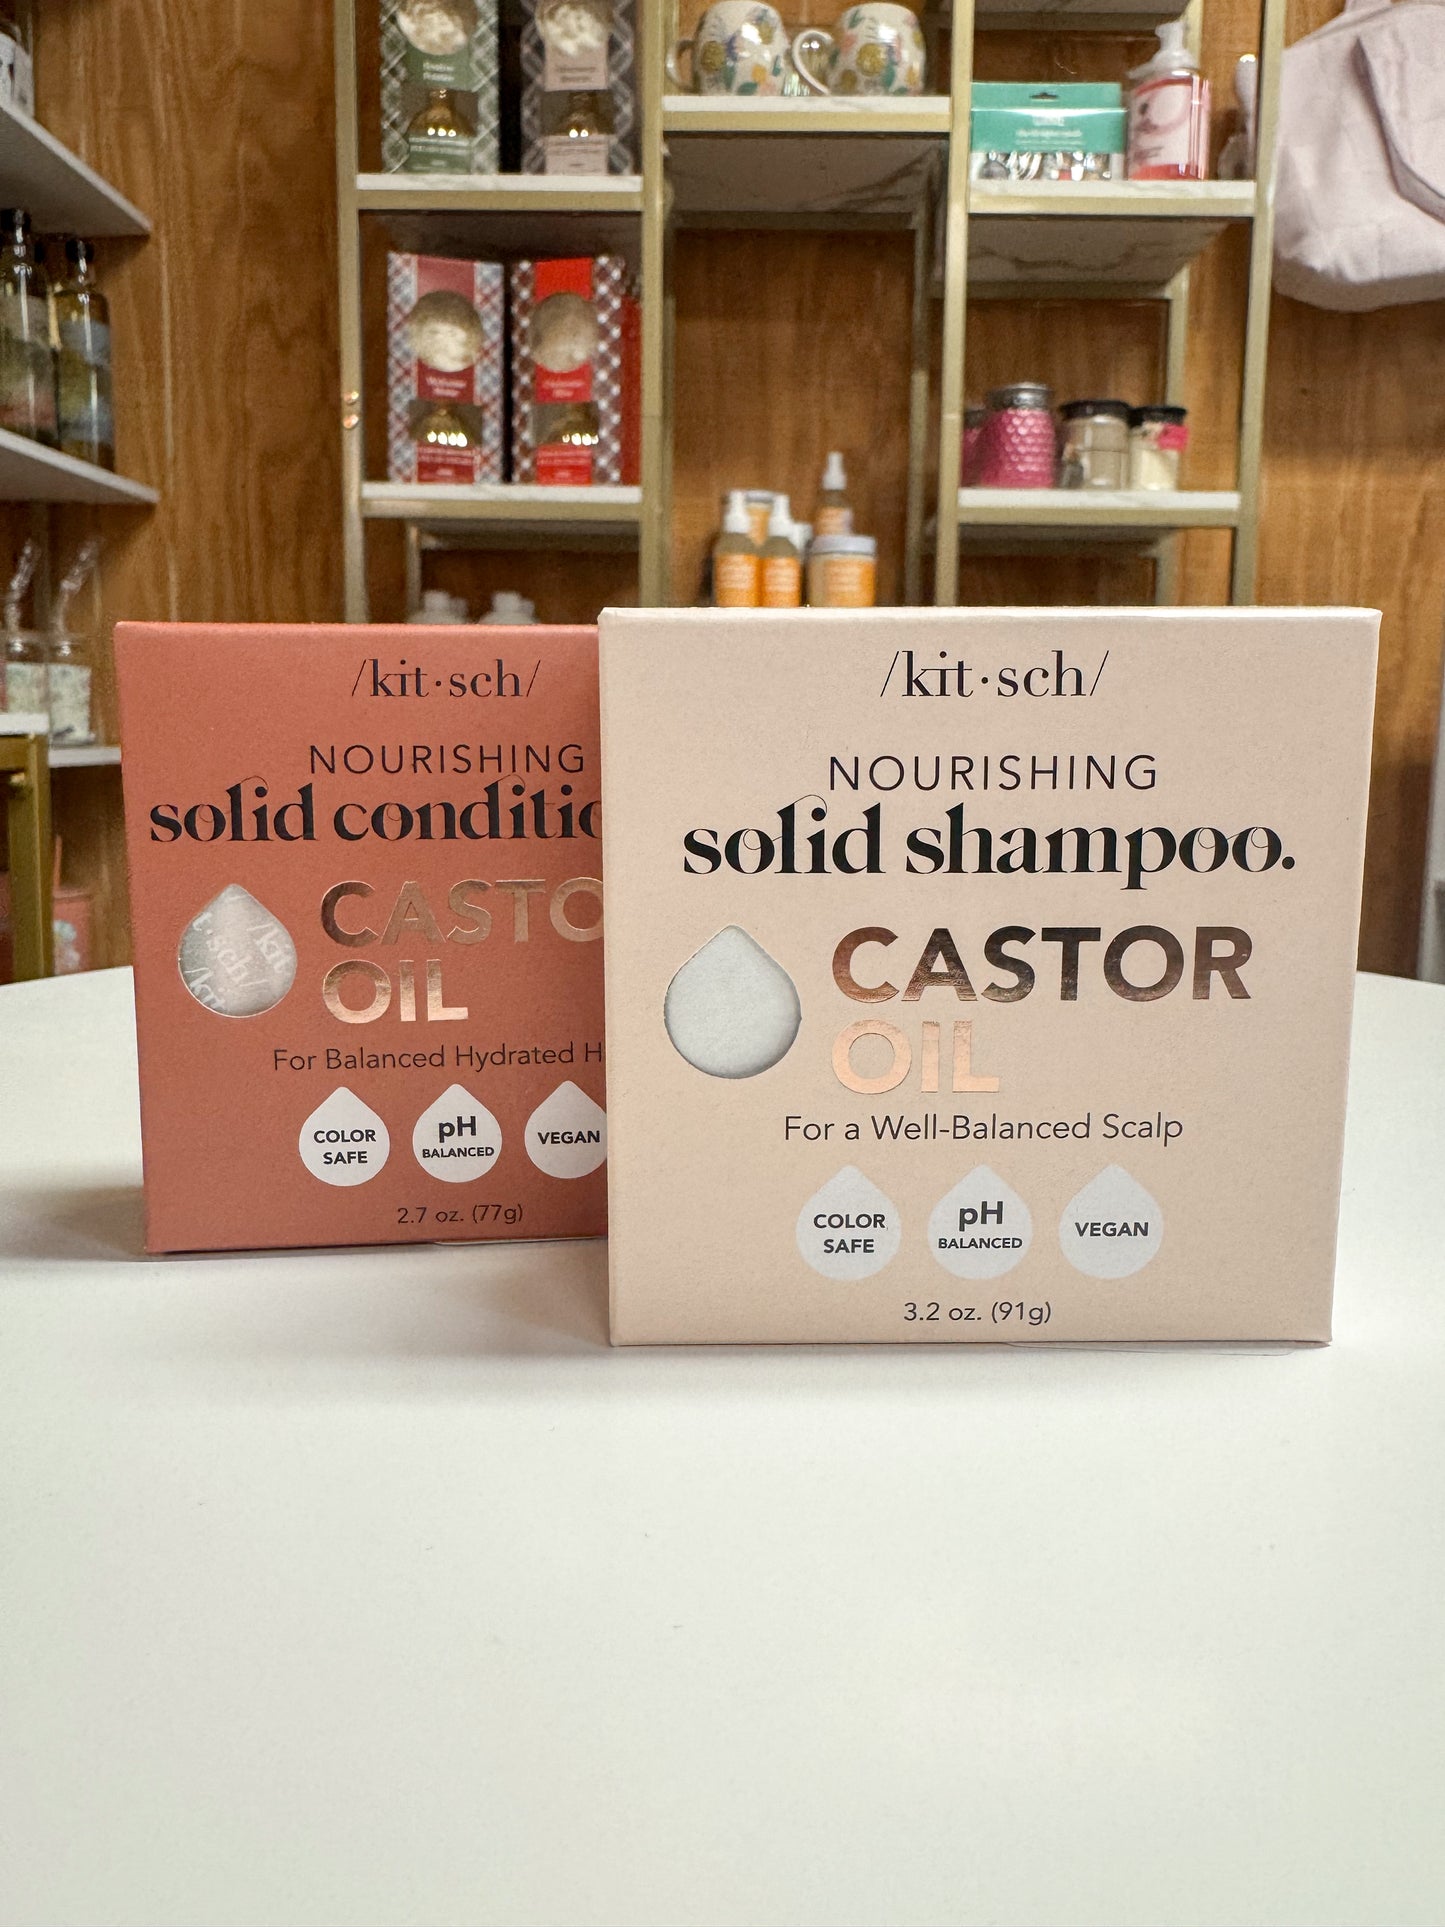 /kit·sch/
NOURISHING
solid conditio
CASTO
OIL
For Balanced Hydrated H
COLOR
SAFE
pH
BALANCED
VEGAN
2.7 oz. (77g)
/kit·sch/
NOURISHING
solid shampoo.
CASTOR
OIL
For a Well-Balanced Scalp
COLOR
SAFE
pH
BALANCED
VEGAN
3.2 oz. (91g)